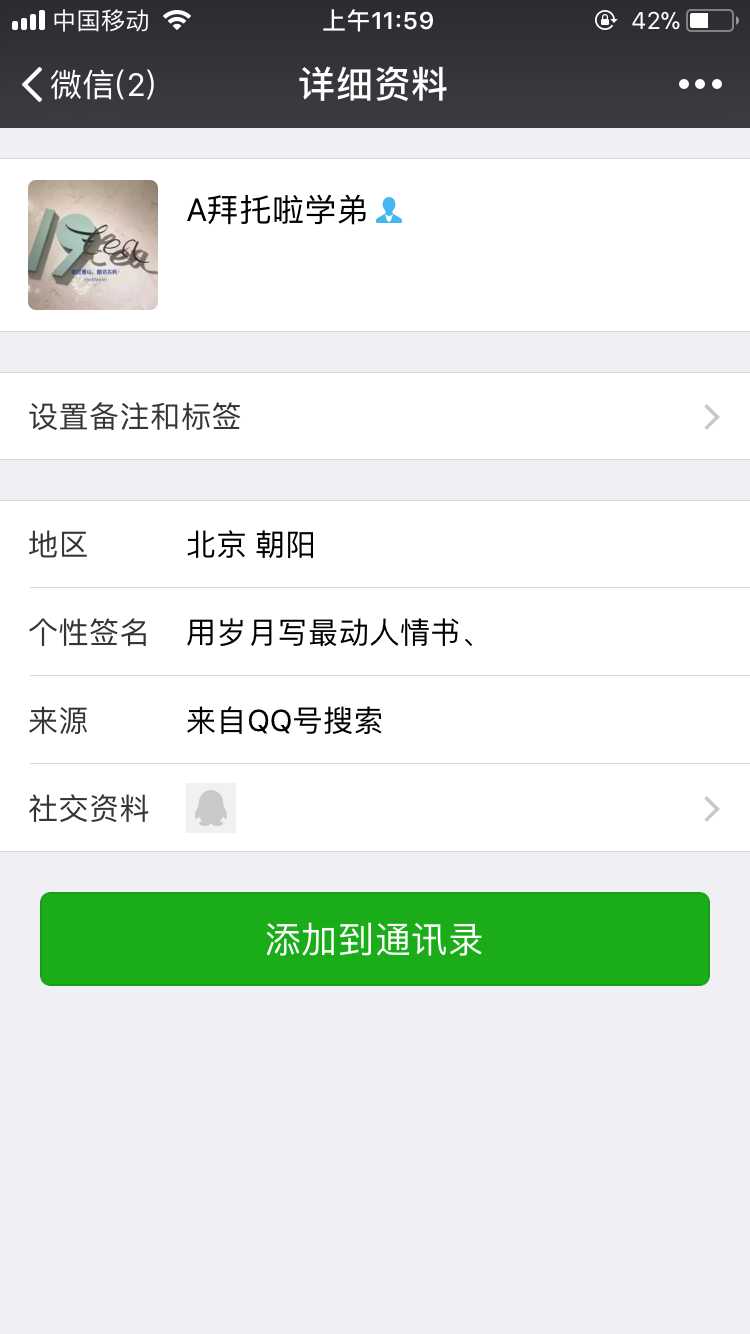 中国移动 上午11:59 42%
微信(2) 详细资料
A拜托啦学弟
19 tea
设置备注和标签
地区 北京 朝阳
个性签名 用岁月写最动人情书、
来源 来自QQ号搜索
社交资料
添加到通讯录